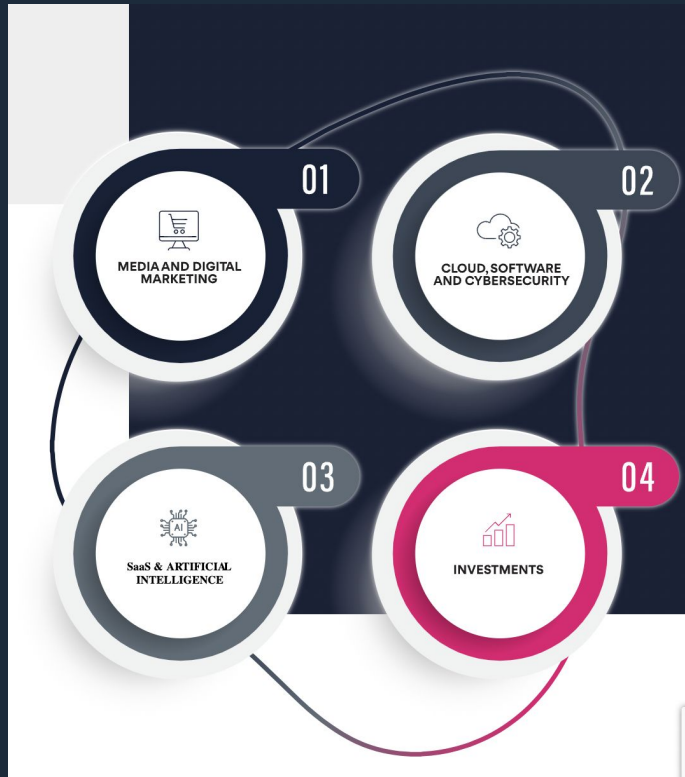 01
MEDIA AND DIGITAL
MARKETING
02
CLOUD, SOFTWARE
AND CYBERSECURITY
03
AI
SaaS & ARTIFICIAL
INTELLIGENCE
04
INVESTMENTS